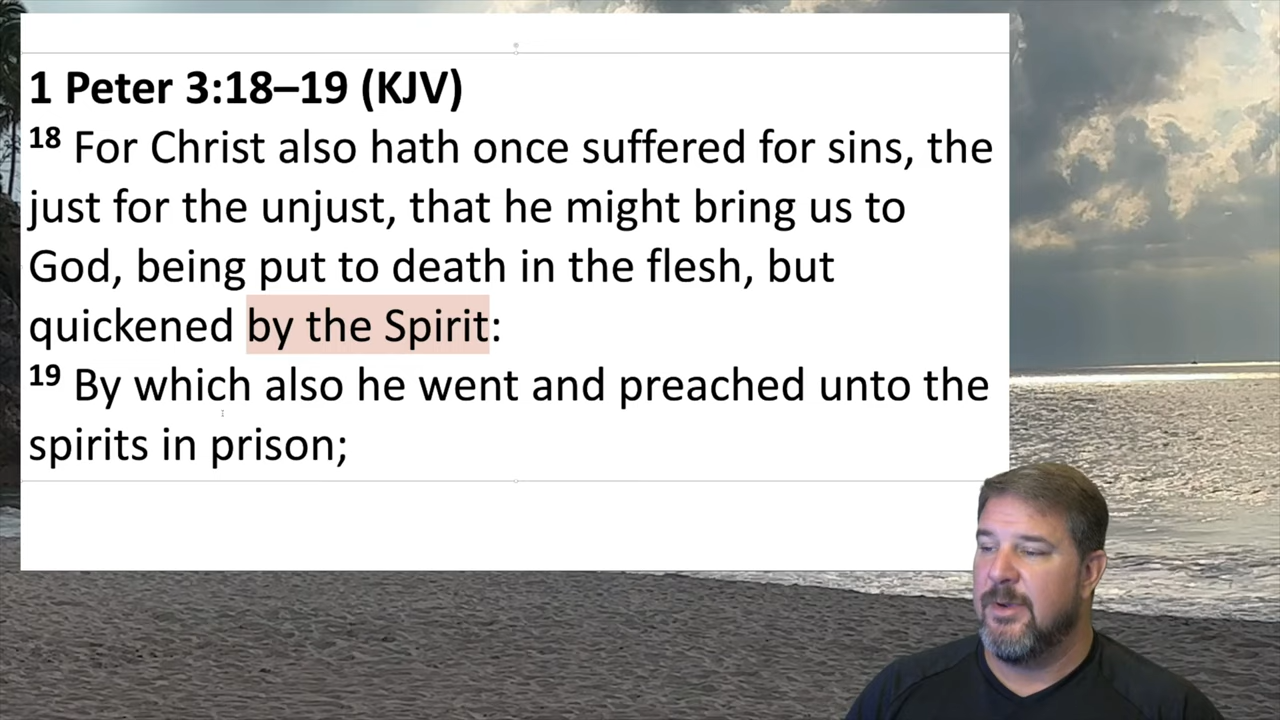 1 Peter 3:18–19 (KJV)
18 For Christ also hath once suffered for sins, the
just for the unjust, that he might bring us to
God, being put to death in the flesh, but
quickened by the Spirit:
19 By which also he went and preached unto the
spirits in prison;